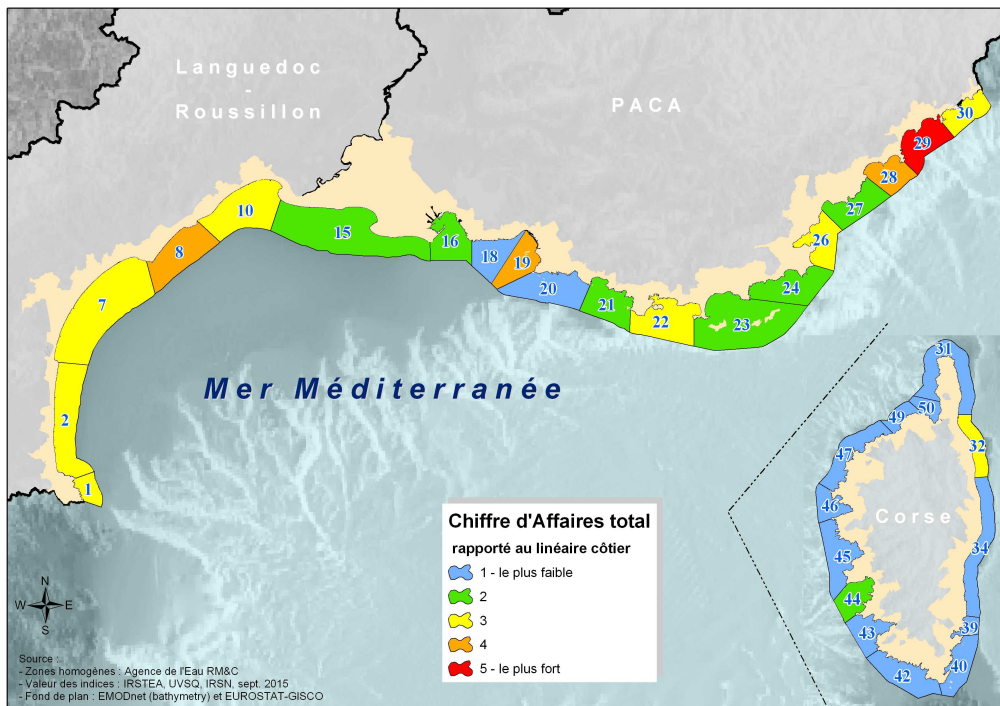 Languedoc
-
Roussillon
PACA
30
29
28
27
26
10
15
16
8
18
19
20
21
22
23
24
7
2
1
Mer Méditerranée
31
50
49
32
47
46
Corse
34
45
44
43
39
42
40
Chiffre d'Affaires total
rapporté au linéaire côtier
1 - le plus faible
2
3
4
5 - le plus fort
N
W
E
S
Source :
- Zones homogènes : Agence de l'Eau RM&C
- Valeur des indices : IRSTEA, UVSQ, IRSN, sept. 2015
- Fond de plan : EMODnet (bathymetry) et EUROSTAT-GISCO